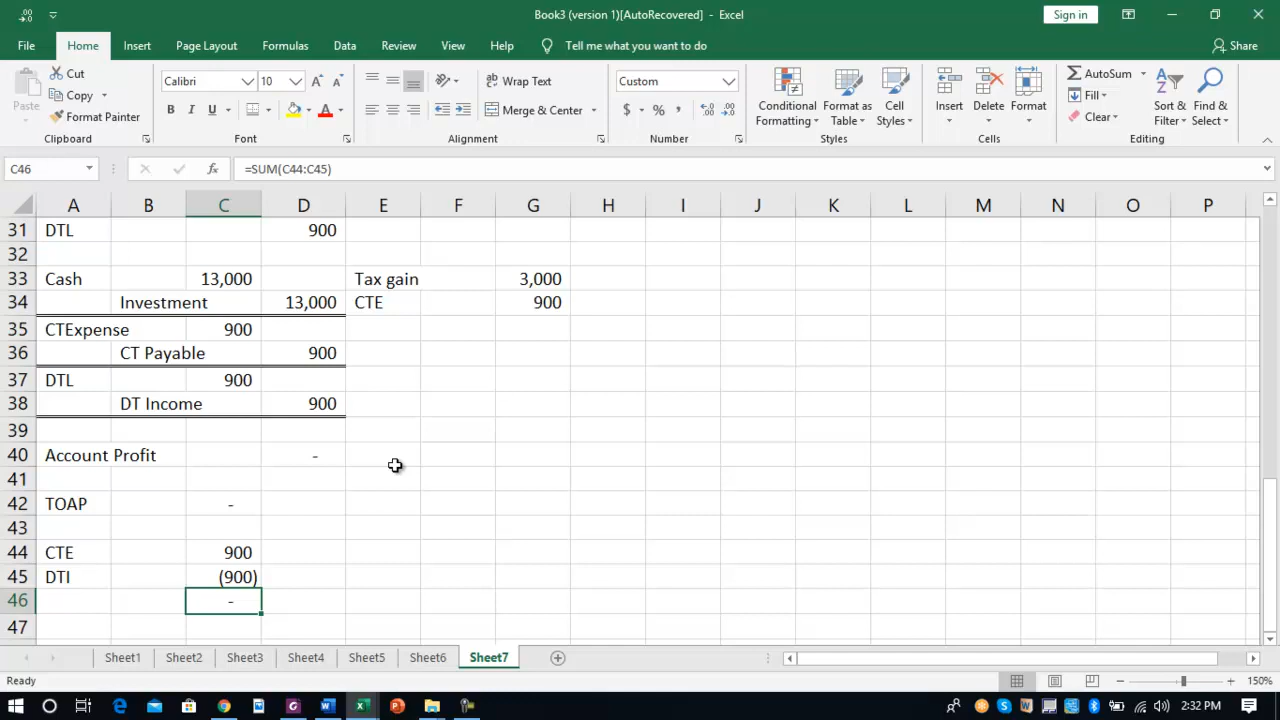 Book3 (version 1)[AutoRecovered] - Excel
Sign in
File Home Insert Page Layout Formulas Data Review View Help Tell me what you want to do Share
Paste
Cut
Copy
Format Painter
Clipboard
Calibri 10
B I U
Font
Wrap Text
Merge & Center
Alignment
Custom
$ % ,
Number
Conditional Formatting
Format as Table
Cell Styles
Styles
Insert
Delete
Format
Cells
AutoSum
Fill
Clear
Sort & Filter
Find & Select
Editing
C46 fx =SUM(C44:C45)
A B C D E F G H I J K L M N O P
31 DTL 900
32
33 Cash 13,000 Tax gain 3,000
34 Investment 13,000 CTE 900
35 CTExpense 900
36 CT Payable 900
37 DTL 900
38 DT Income 900
39
40 Account Profit -
41
42 TOAP -
43
44 CTE 900
45 DTI (900)
46 -
47
Sheet1 Sheet2 Sheet3 Sheet4 Sheet5 Sheet6 Sheet7
Ready 150%
2:32 PM